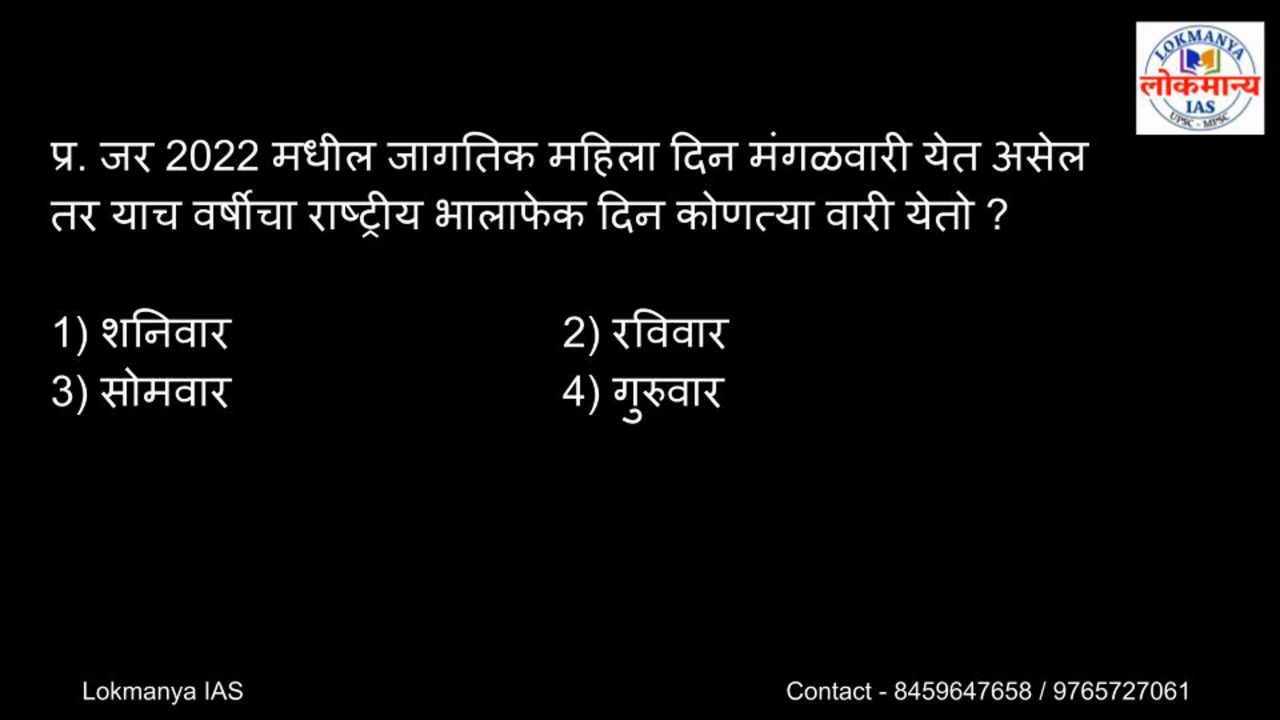 LOKMANYA
लोकमान्य
IAS
UPSC - MPSC
प्र. जर 2022 मधील जागतिक महिला दिन मंगळवारी येत असेल
तर याच वर्षीचा राष्ट्रीय भालाफेक दिन कोणत्या वारी येतो ?
1) शनिवार 2) रविवार
3) सोमवार 4) गुरुवार
Lokmanya IAS Contact - 8459647658 / 9765727061